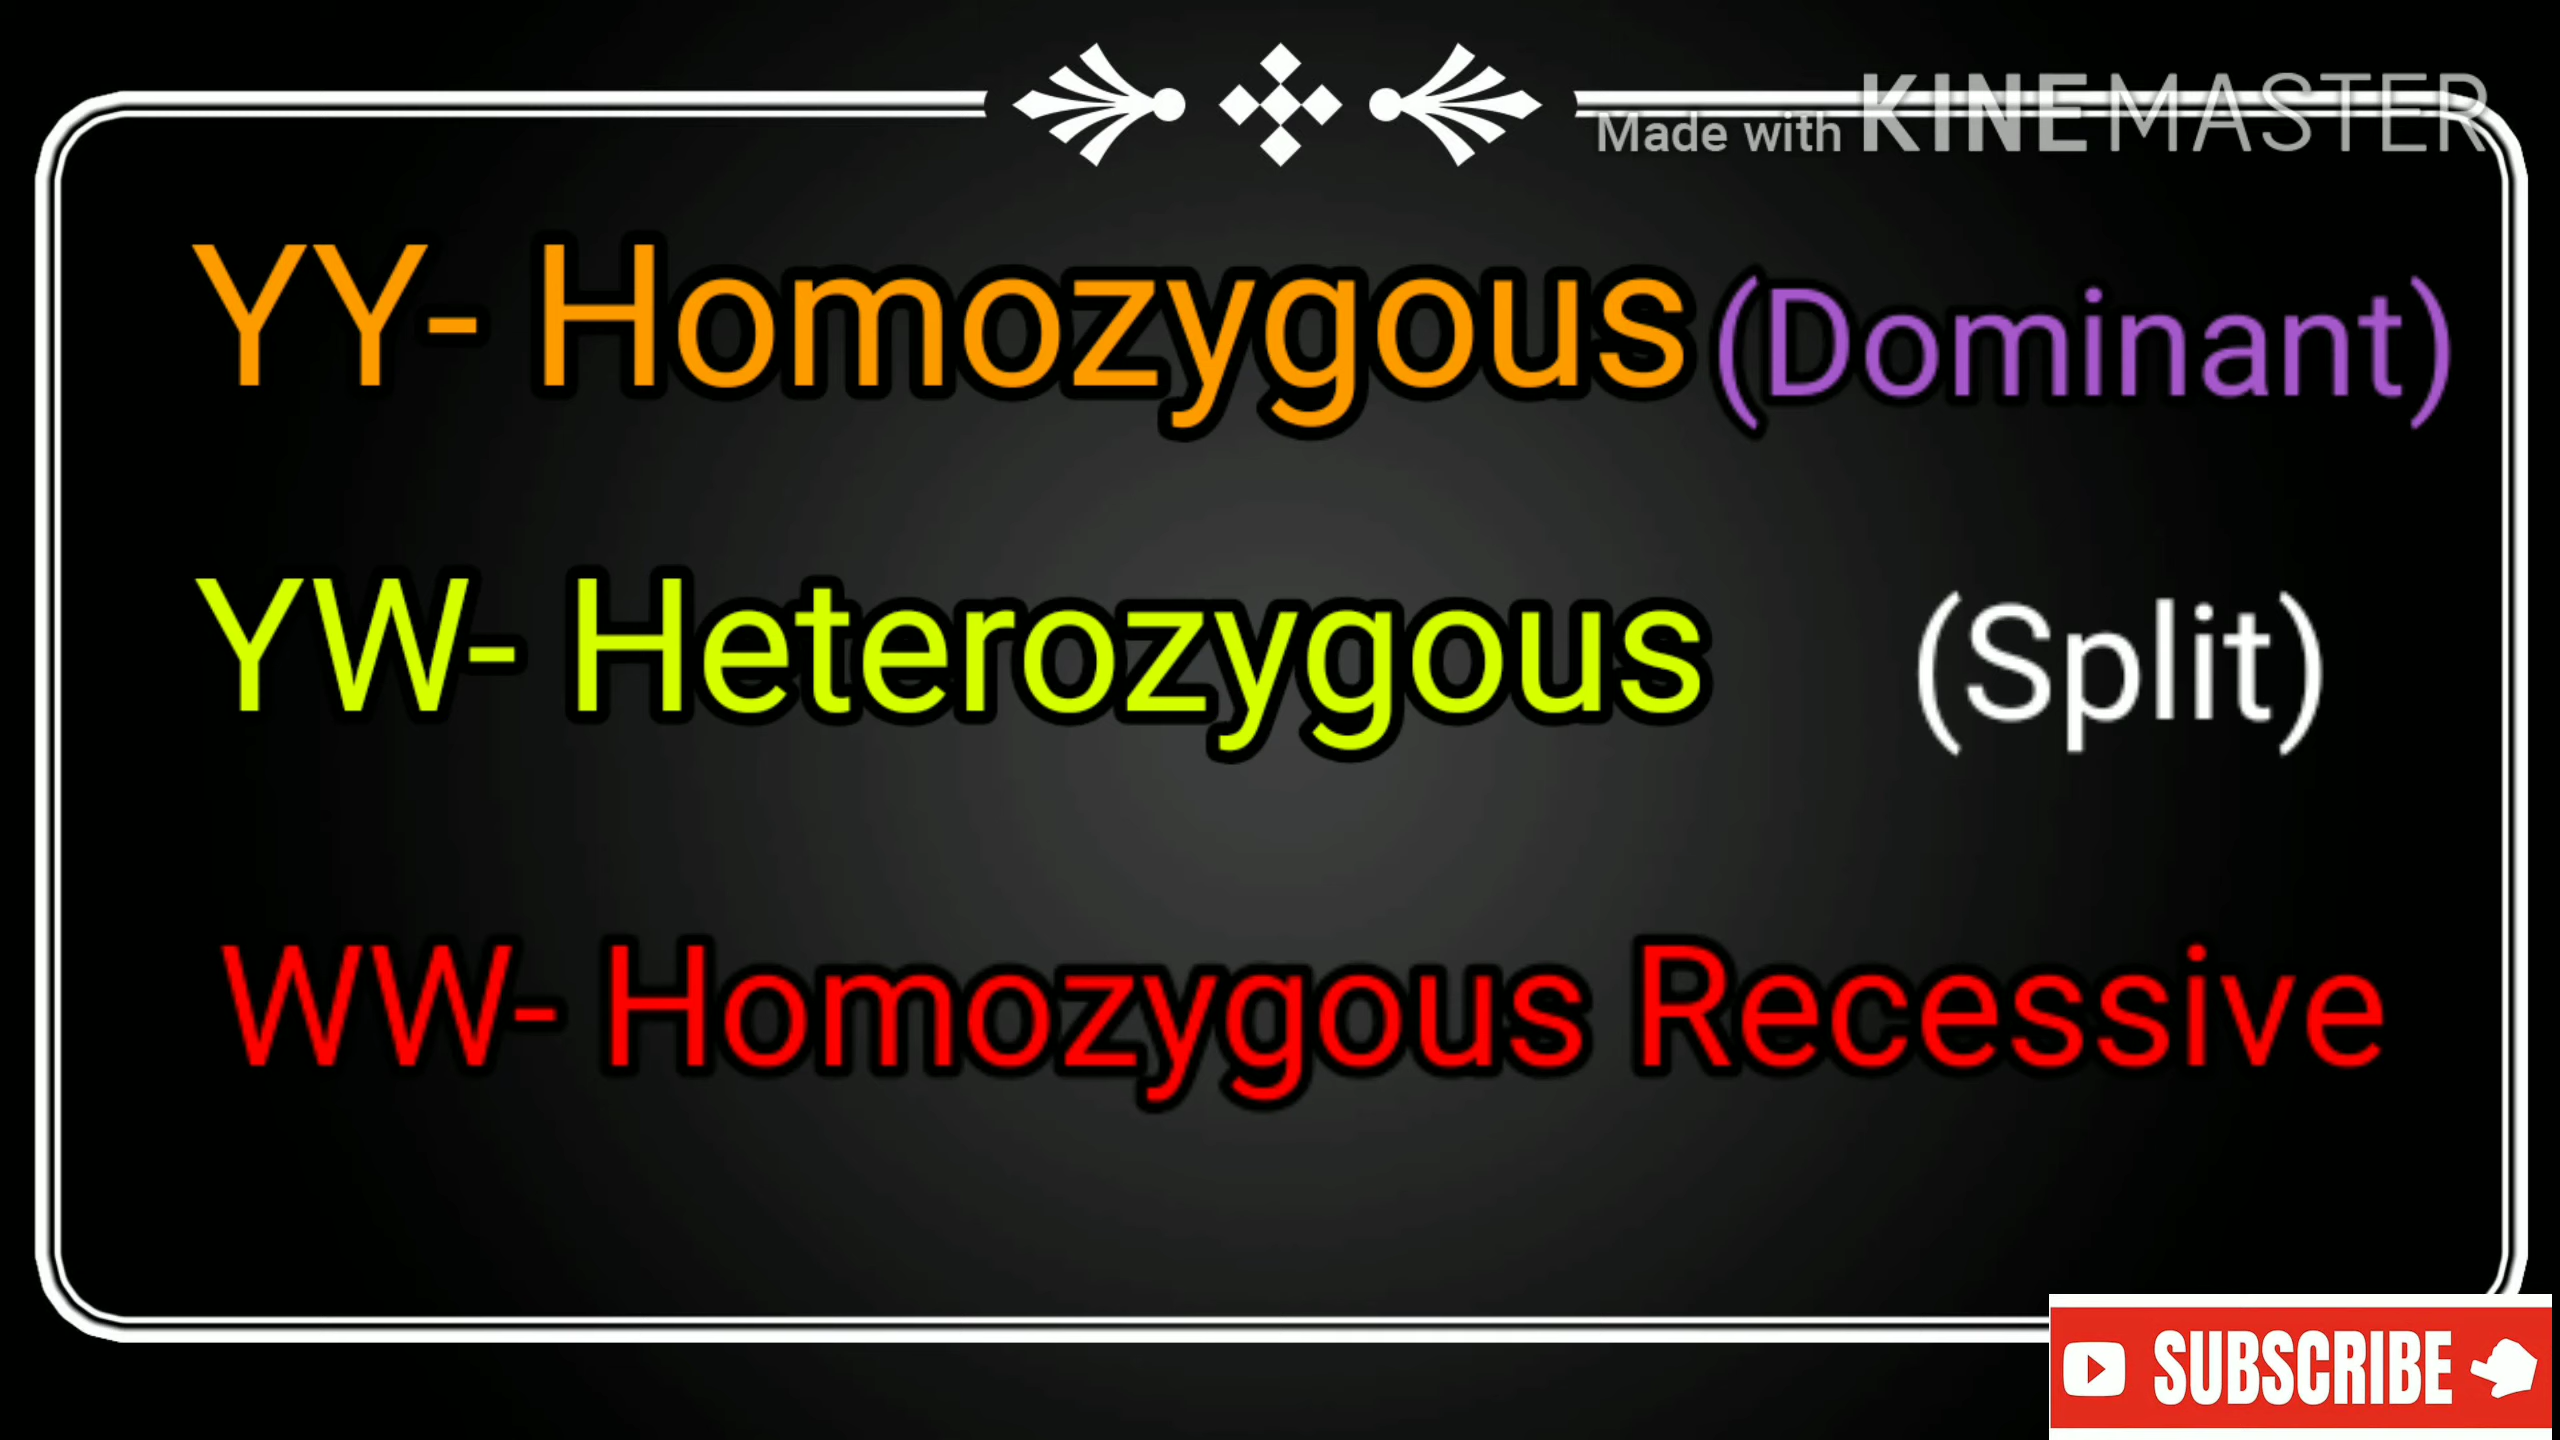 Made with KINEMASTER
YY- Homozygous (Dominant)
YW- Heterozygous (Split)
WW- Homozygous Recessive
SUBSCRIBE